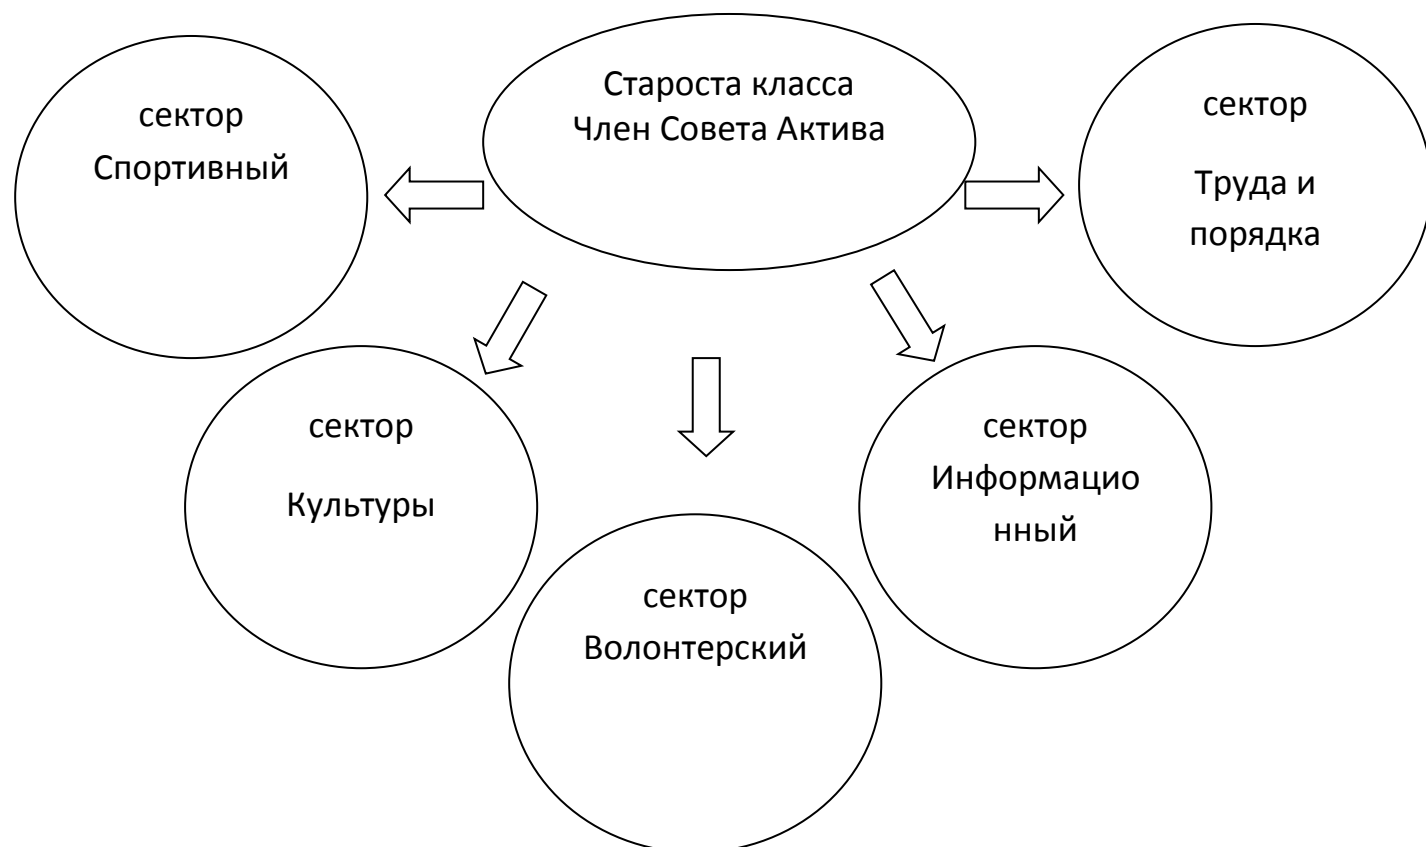 Староста класса
Член Совета Актива
сектор
Спортивный
сектор
Труда и
порядка
сектор
Культуры
сектор
Информацио
нный
сектор
Волонтерский